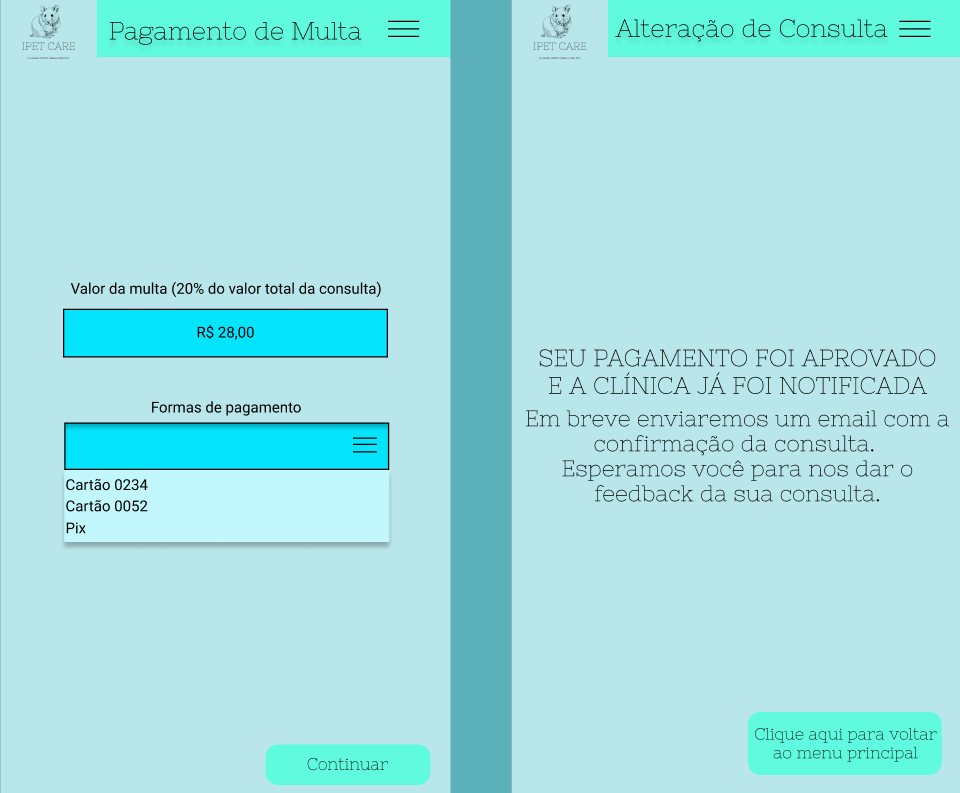 IPET CARE
Pagamento de Multa
Valor da multa (20% do valor total da consulta)
R$ 28,00
Formas de pagamento
Cartão 0234
Cartão 0052
Pix
Continuar
IPET CARE
Alteração de Consulta
SEU PAGAMENTO FOI APROVADO
E A CLÍNICA JÁ FOI NOTIFICADA
Em breve enviaremos um email com a
confirmação da consulta.
Esperamos você para nos dar o
feedback da sua consulta.
Clique aqui para voltar
ao menu principal